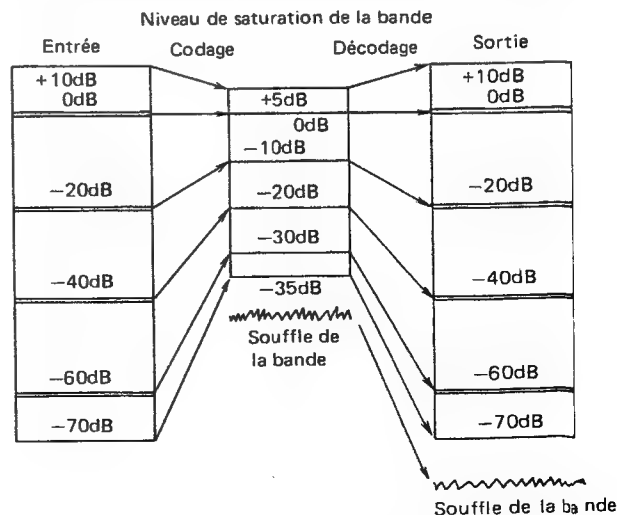 Niveau de saturation de la bande
Entrée
Codage
Décodage
Sortie
+10dB
0dB
−20dB
−40dB
−60dB
−70dB
+5dB
0dB
−10dB
−20dB
−30dB
−35dB
Souffle de
la bande
+10dB
0dB
−20dB
−40dB
−60dB
−70dB
Souffle de la bande